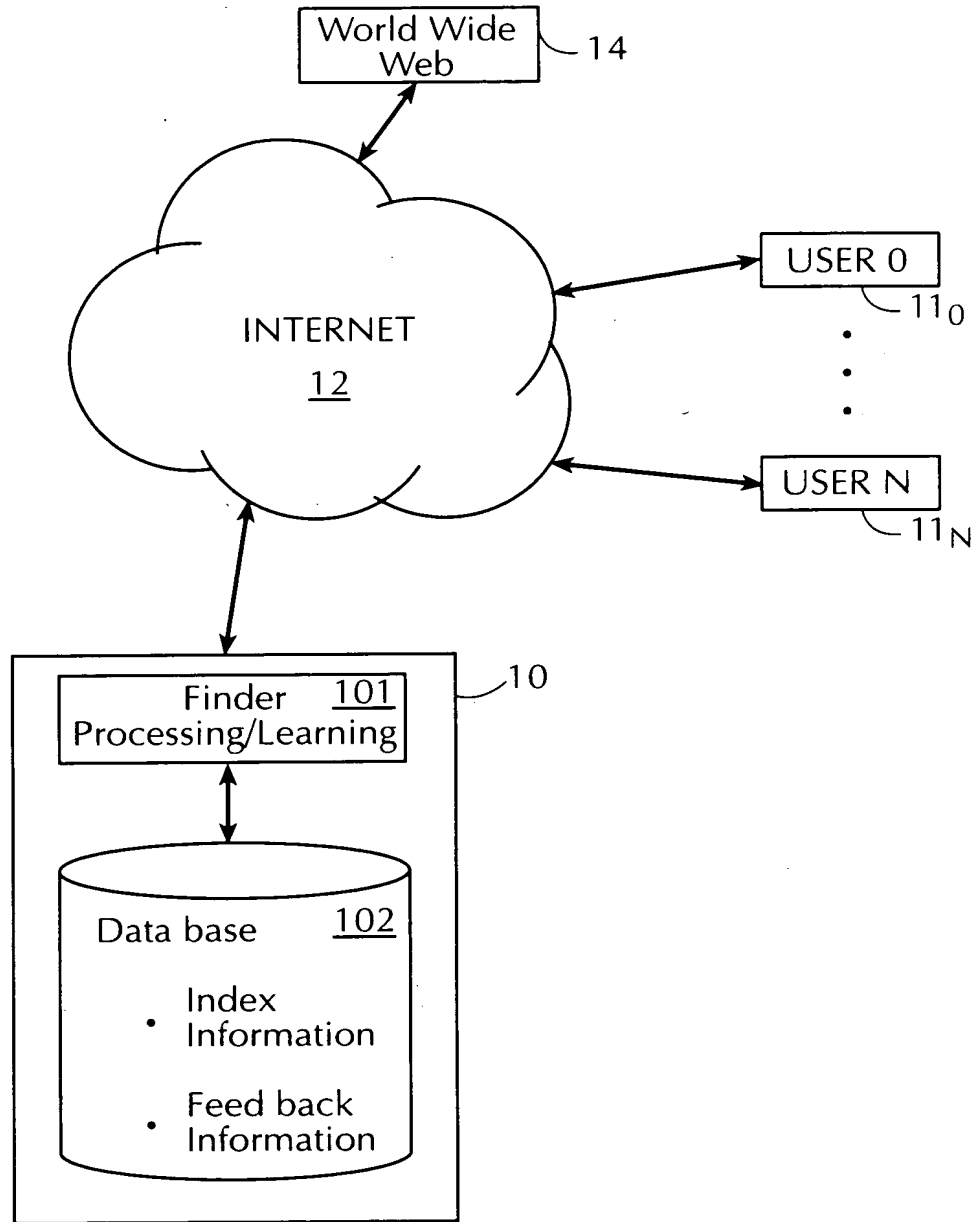 World Wide
Web
14
USER 0
11₀
INTERNET
12
USER N
11N
10
Finder 101
Processing/Learning
Data base 102
• Index
Information
• Feed back
Information